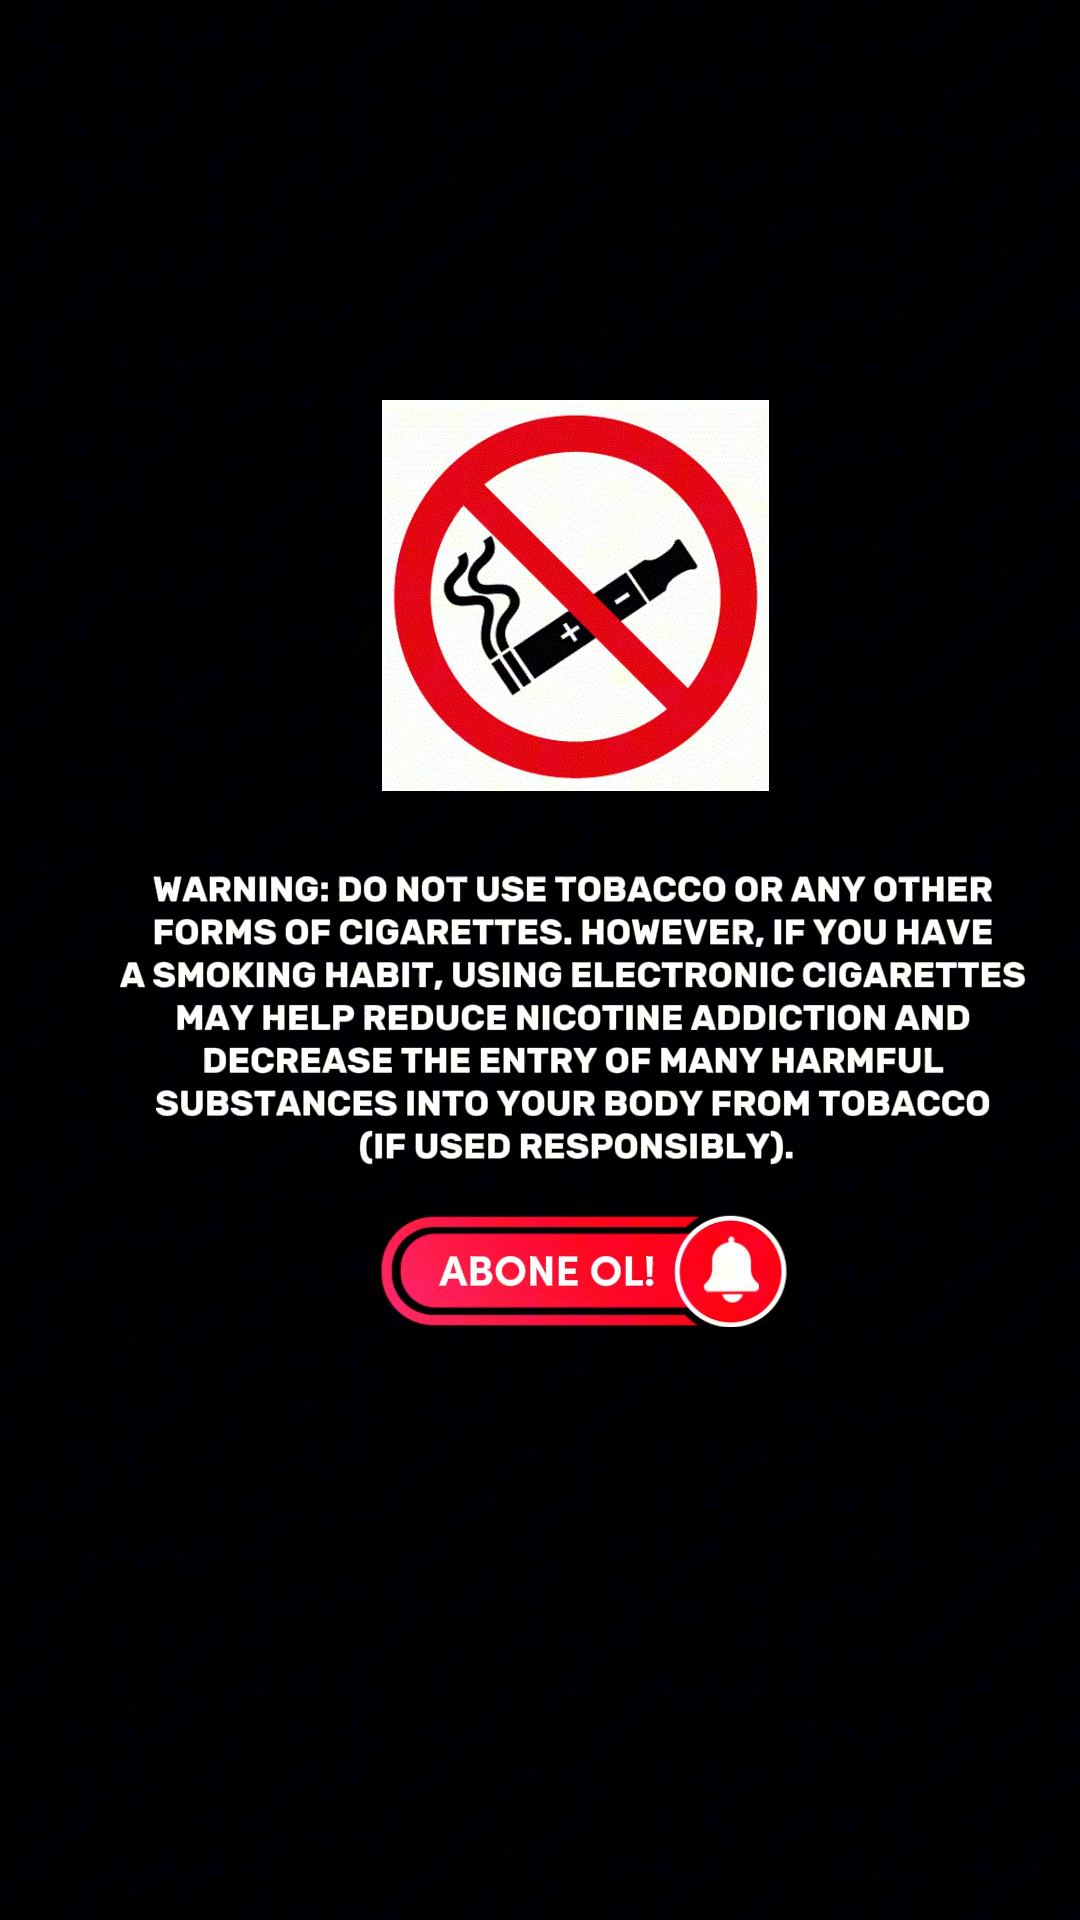 WARNING: DO NOT USE TOBACCO OR ANY OTHER
FORMS OF CIGARETTES. HOWEVER, IF YOU HAVE
A SMOKING HABIT, USING ELECTRONIC CIGARETTES
MAY HELP REDUCE NICOTINE ADDICTION AND
DECREASE THE ENTRY OF MANY HARMFUL
SUBSTANCES INTO YOUR BODY FROM TOBACCO
(IF USED RESPONSIBLY).
ABONE OL!